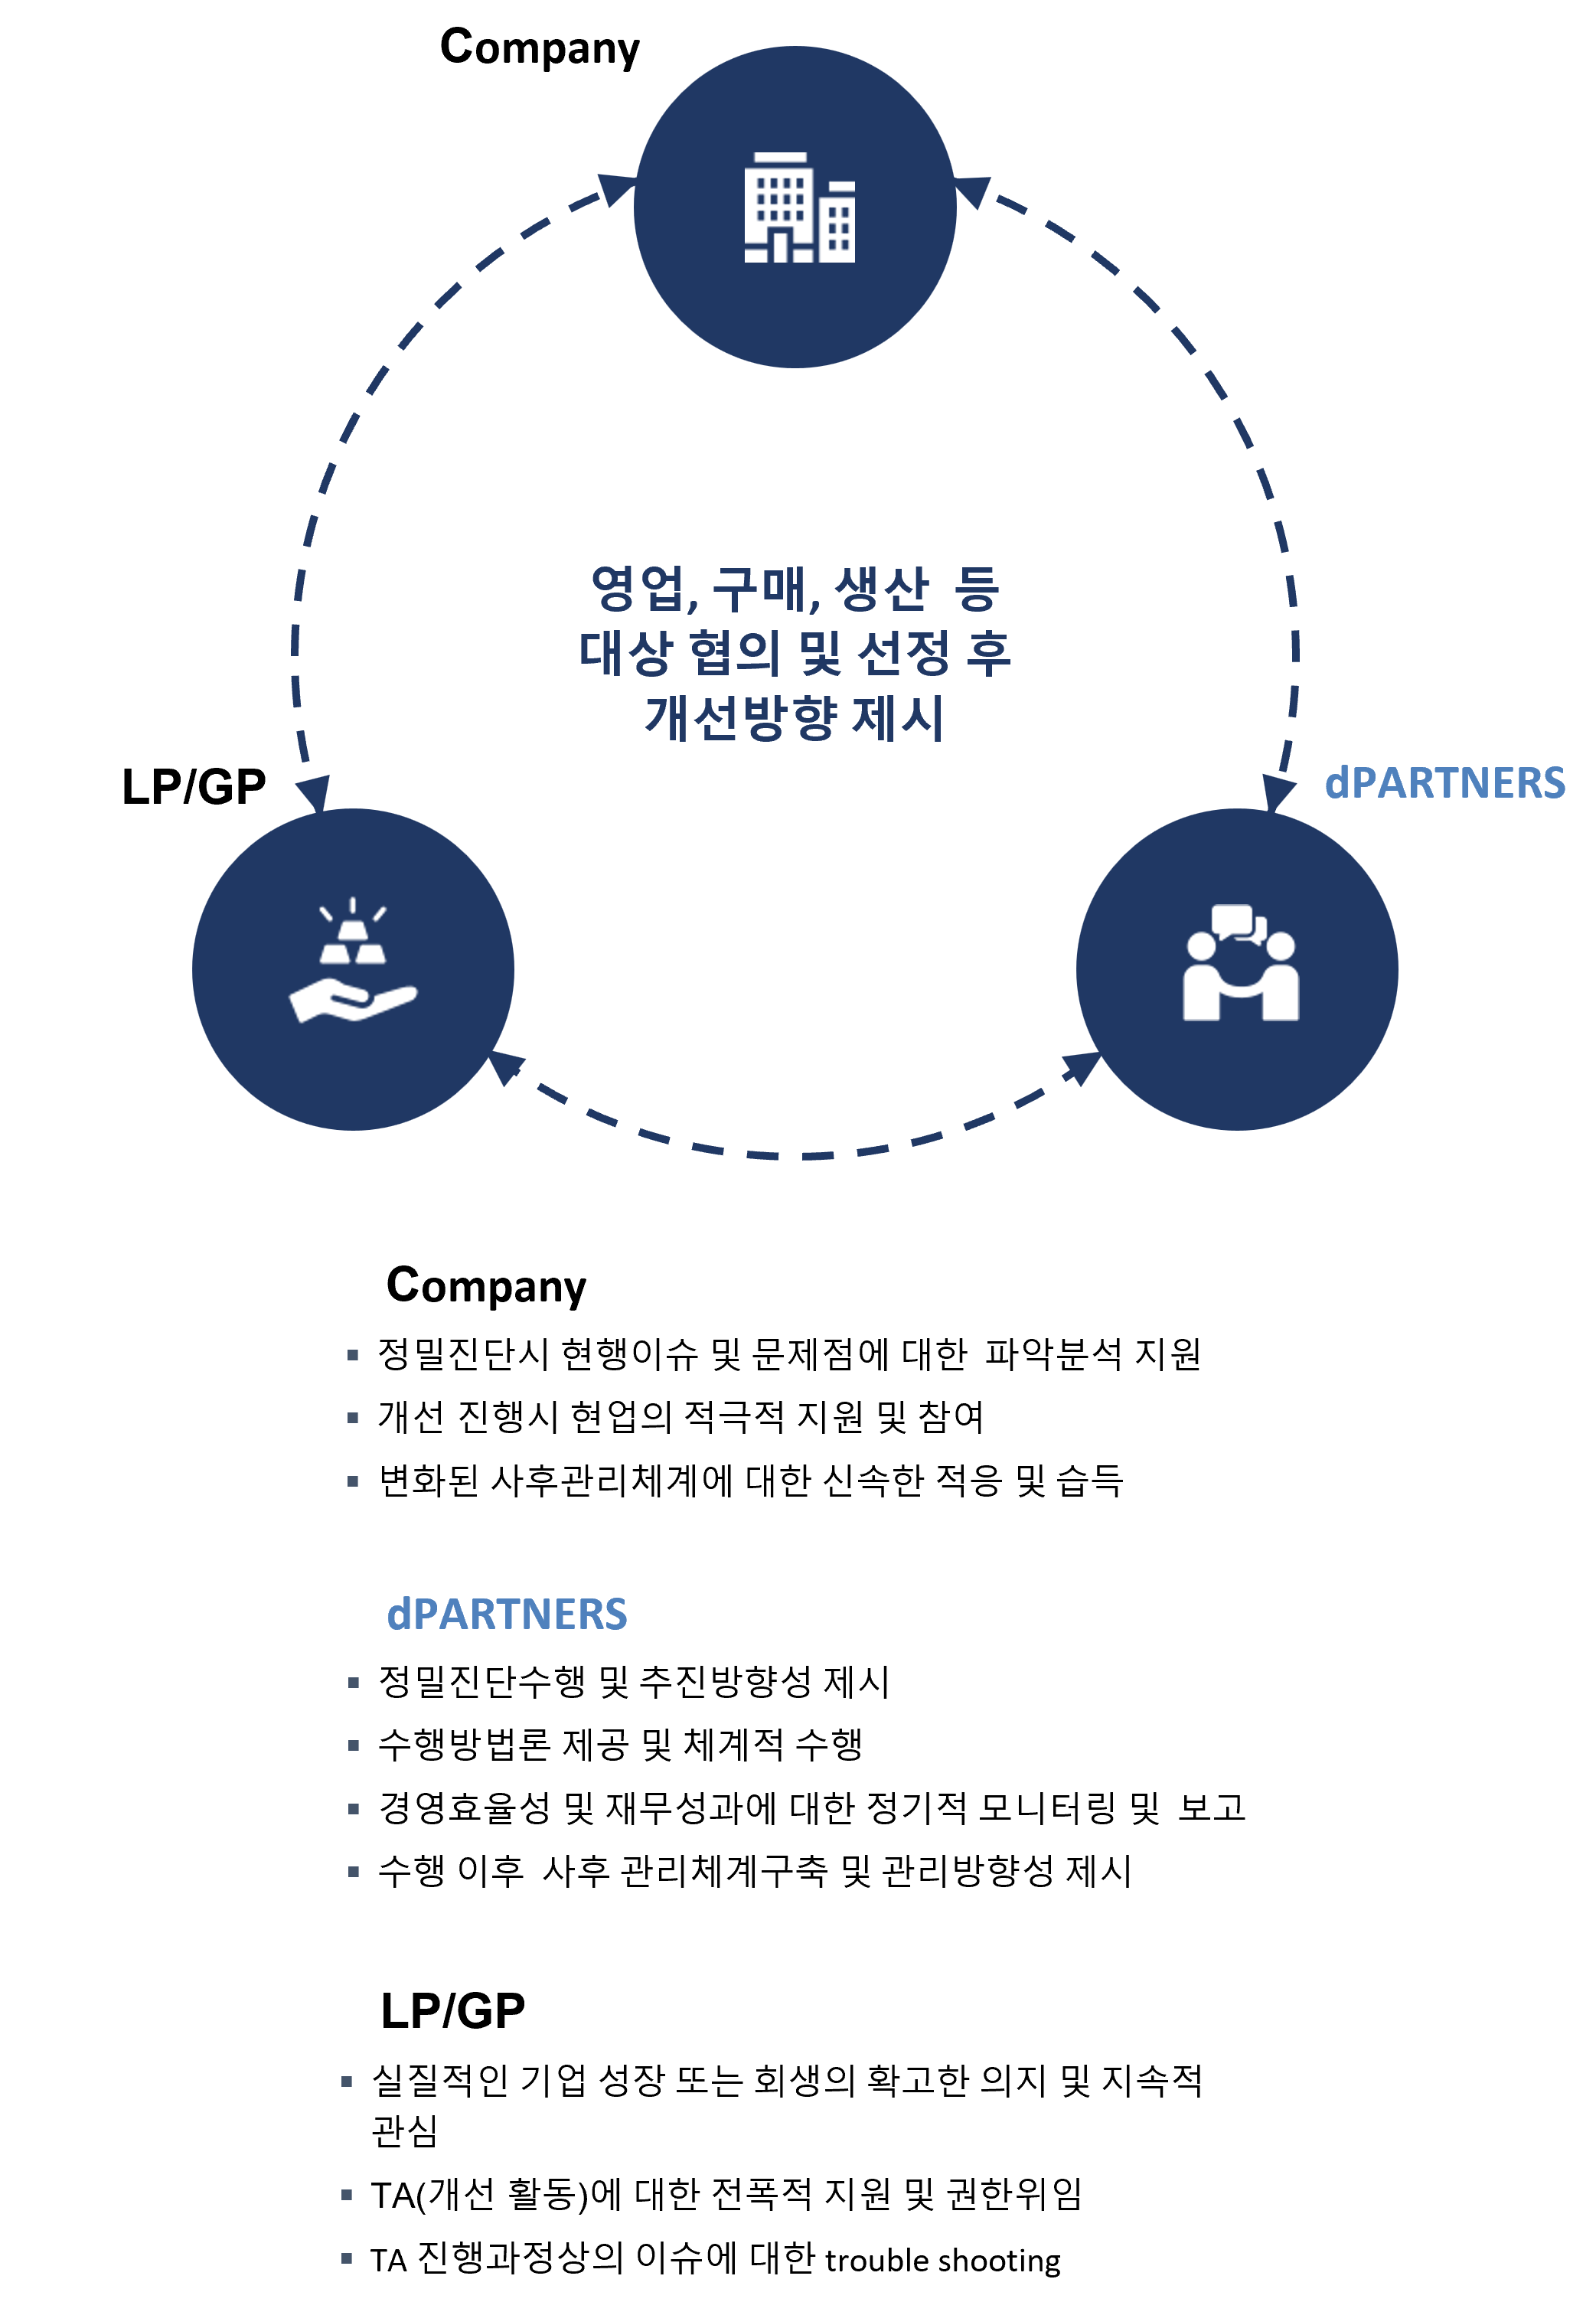 Company
영업, 구매, 생산 등
대상 협의 및 선정 후
개선방향 제시
LP/GP
dPARTNERS
Company
▪ 정밀진단시 현행이슈 및 문제점에 대한 파악분석 지원
▪ 개선 진행시 현업의 적극적 지원 및 참여
▪ 변화된 사후관리체계에 대한 신속한 적응 및 습득
dPARTNERS
▪ 정밀진단수행 및 추진방향성 제시
▪ 수행방법론 제공 및 체계적 수행
▪ 경영효율성 및 재무성과에 대한 정기적 모니터링 및 보고
▪ 수행 이후 사후 관리체계구축 및 관리방향성 제시
LP/GP
▪ 실질적인 기업 성장 또는 회생의 확고한 의지 및 지속적
관심
▪ TA(개선 활동)에 대한 전폭적 지원 및 권한위임
▪ TA 진행과정상의 이슈에 대한 trouble shooting